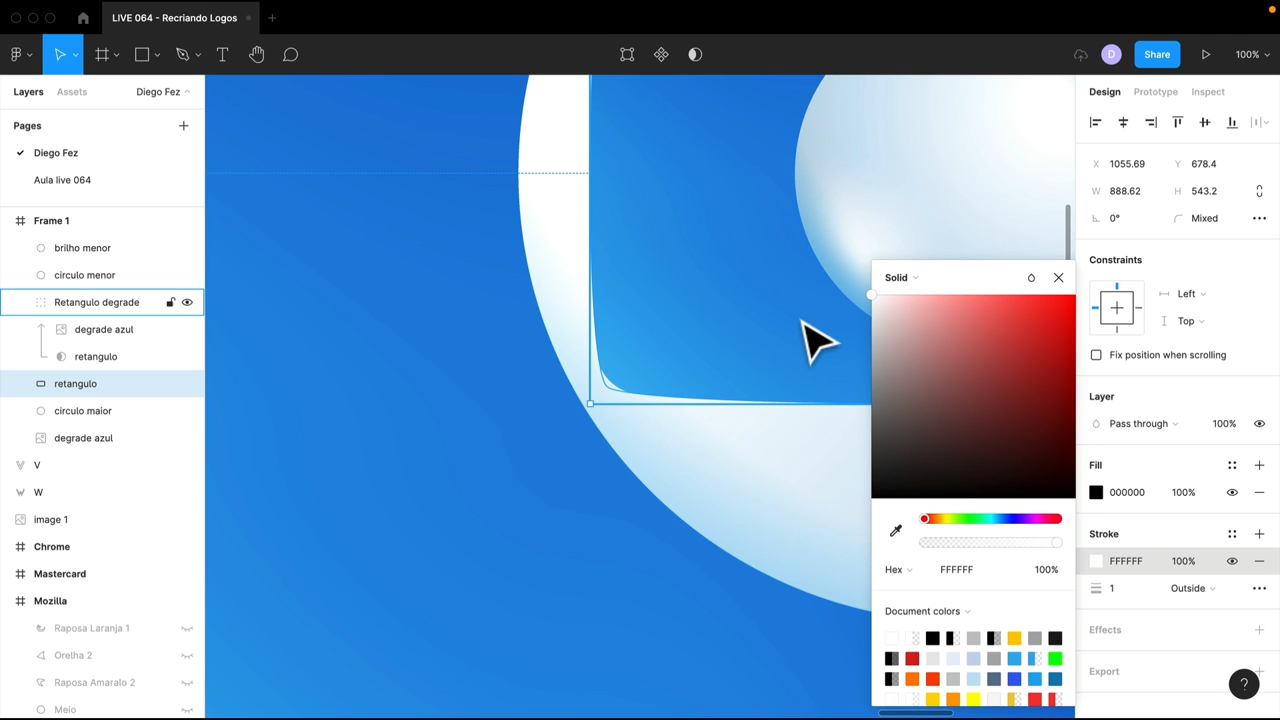 LIVE 064 - Recriando Logos
D
Share
100%
Layers
Assets
Diego Fez
Pages
Diego Fez
Aula live 064
Frame 1
brilho menor
circulo menor
Retangulo degrade
degrade azul
retangulo
retangulo
circulo maior
degrade azul
V
W
image 1
Chrome
Mastercard
Mozilla
Raposa Laranja 1
Orelha 2
Raposa Amaralo 2
Meio
Solid
Hex
FFFFFF
100%
Document colors
Design
Prototype
Inspect
X 1055.69 Y 678.4
W 888.62 H 543.2
0° Mixed
Constraints
Left
Top
Fix position when scrolling
Layer
Pass through 100%
Fill
000000 100%
Stroke
FFFFFF 100%
1 Outside
Effects
Export
?